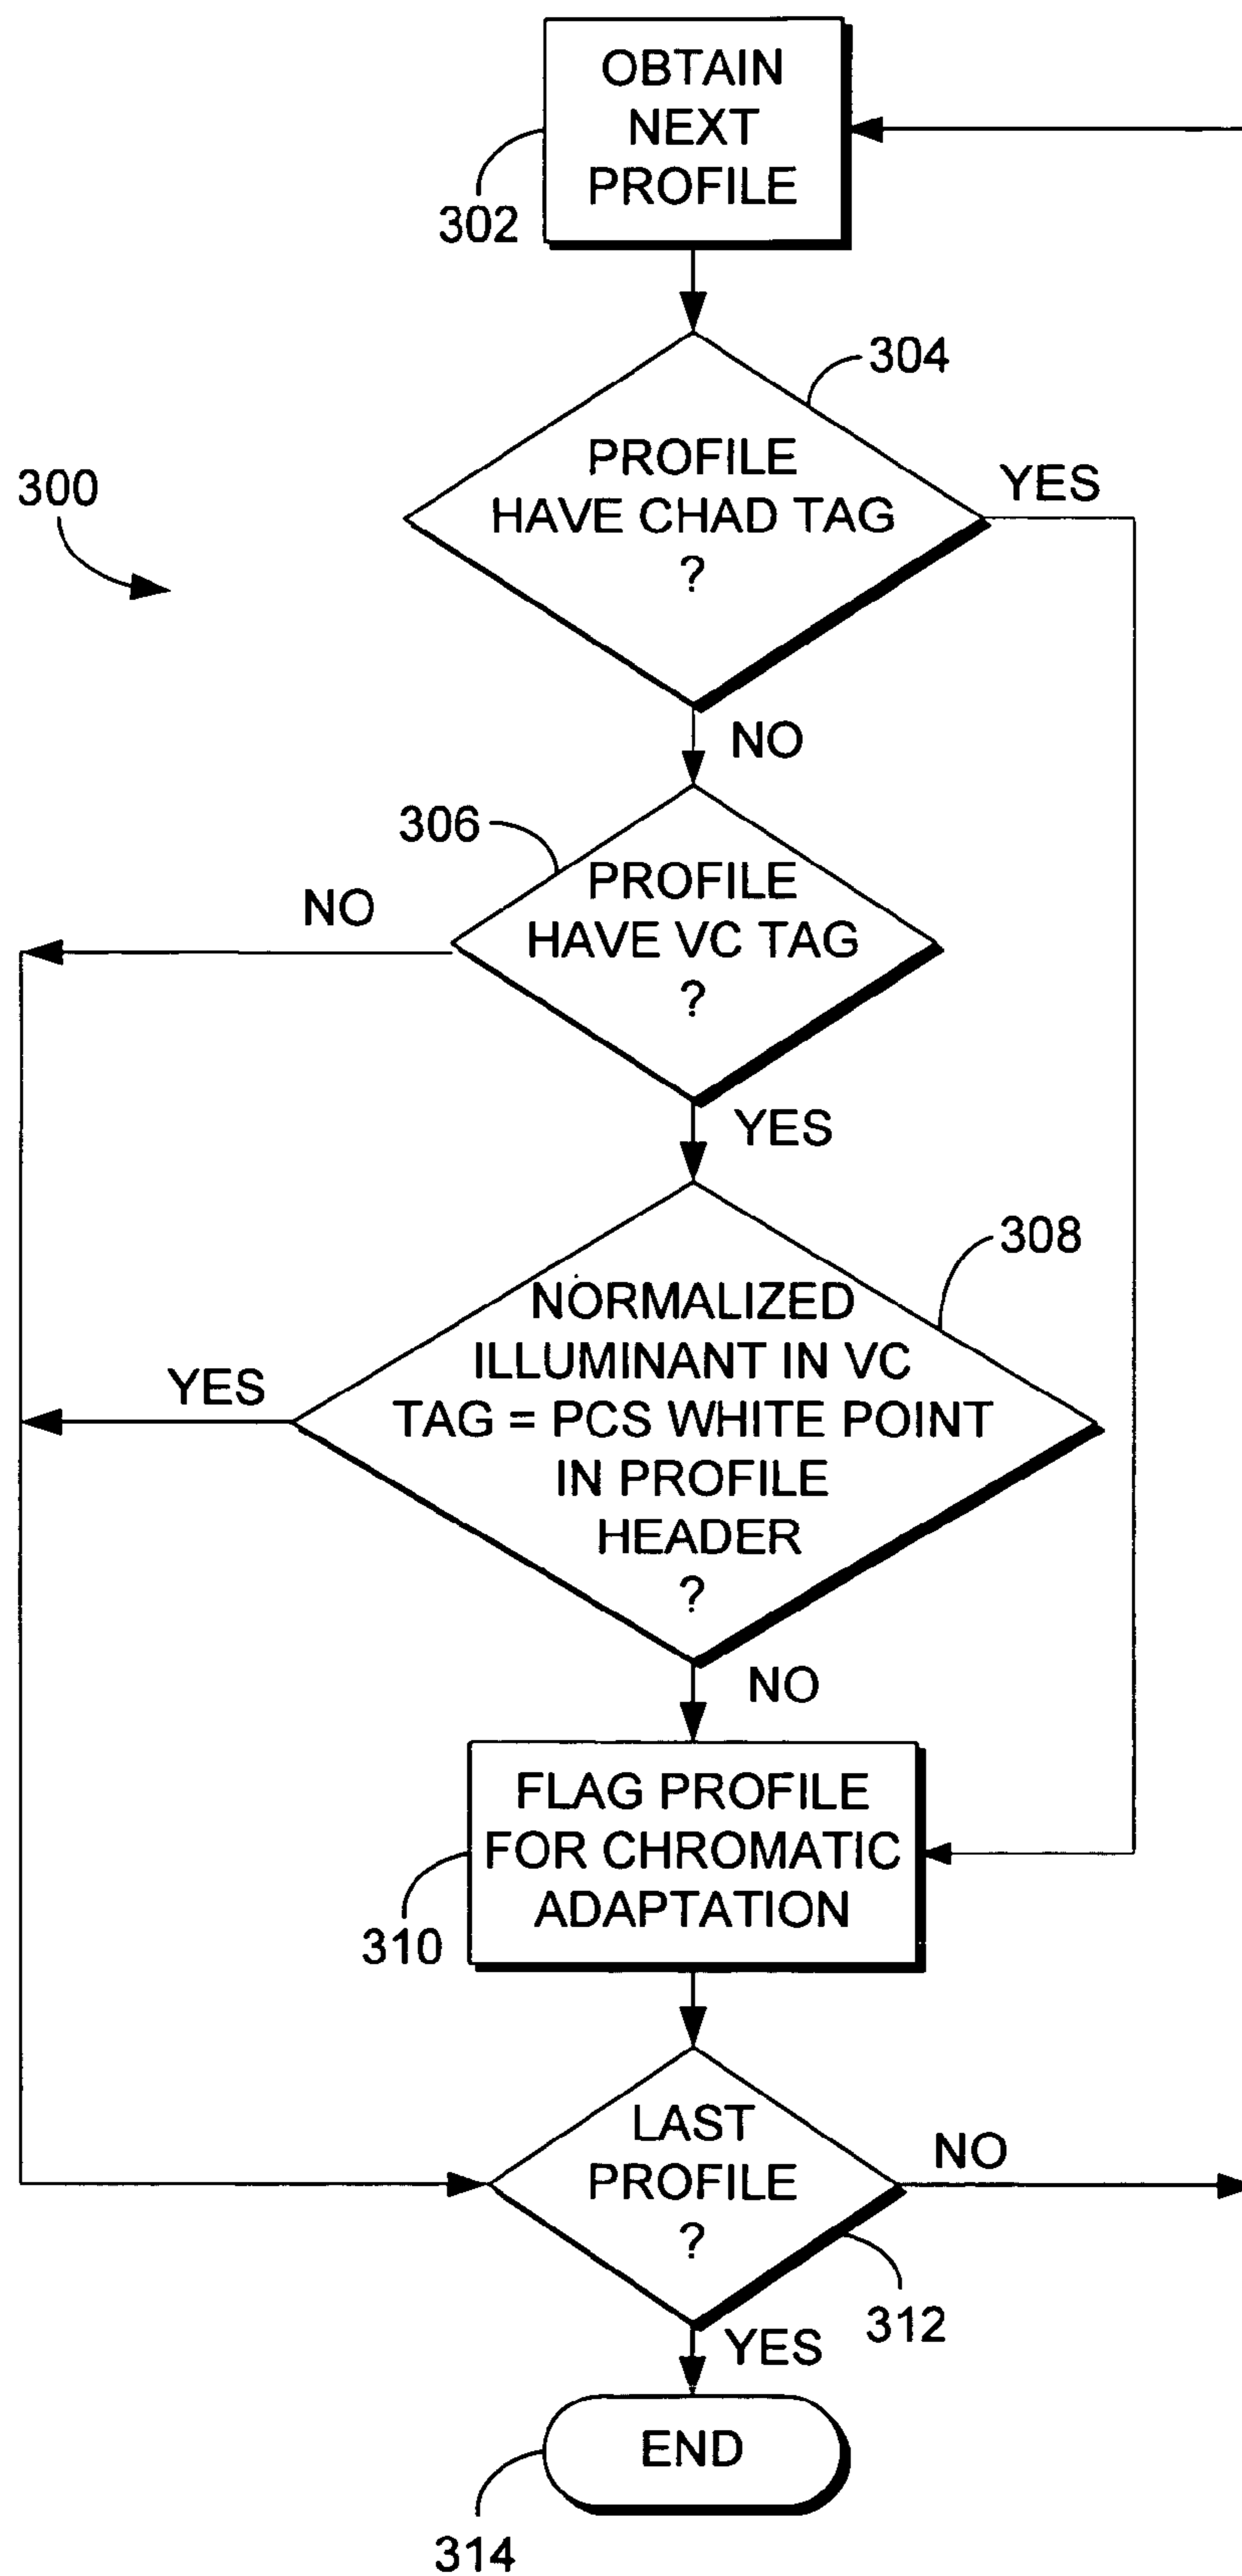 OBTAIN
NEXT
PROFILE
302
304
PROFILE
HAVE CHAD TAG
?
YES
300
NO
306
PROFILE
HAVE VC TAG
?
NO
YES
308
NORMALIZED
ILLUMINANT IN VC
TAG = PCS WHITE POINT
IN PROFILE
HEADER
?
YES
NO
FLAG PROFILE
FOR CHROMATIC
ADAPTATION
310
LAST
PROFILE
?
NO
312
YES
END
314